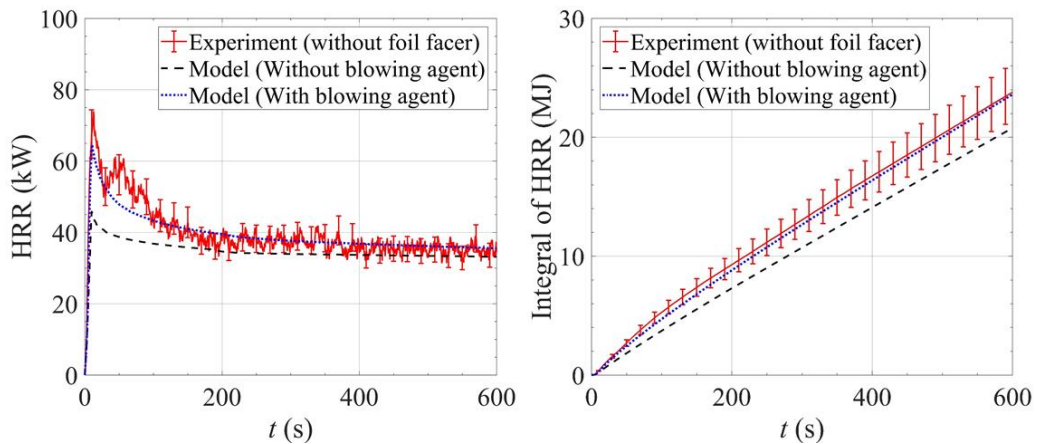 HRR (kW)
100
80
60
40
20
0
Experiment (without foil facer)
Model (Without blowing agent)
Model (With blowing agent)
0 200 400 600
t (s)
Integral of HRR (MJ)
30
20
10
0
Experiment (without foil facer)
Model (Without blowing agent)
Model (With blowing agent)
0 200 400 600
t (s)